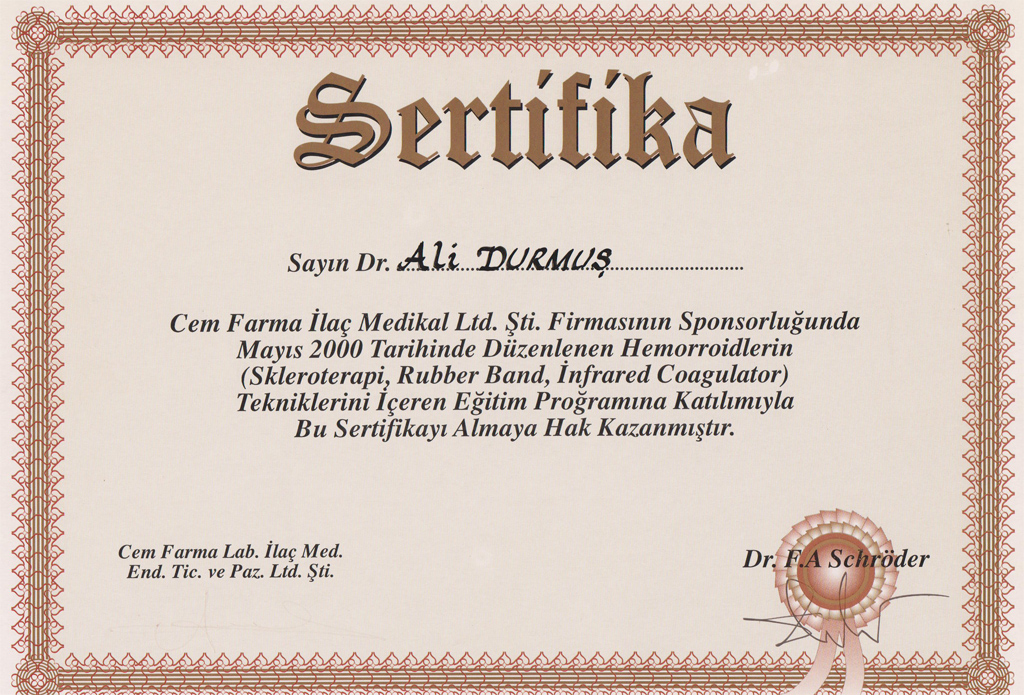 Sertifika
Sayın Dr. Ali DURMUŞ
Cem Farma İlaç Medikal Ltd. Şti. Firmasının Sponsorluğunda
Mayıs 2000 Tarihinde Düzenlenen Hemorroidlerin
(Skleroterapi, Rubber Band, İnfrared Coagulator)
Tekniklerini İçeren Eğitim Proğramına Katılımıyla
Bu Sertifikayı Almaya Hak Kazanmıştır.
Cem Farma Lab. İlaç Med.
End. Tic. ve Paz. Ltd. Şti.
Dr. F.A Schröder